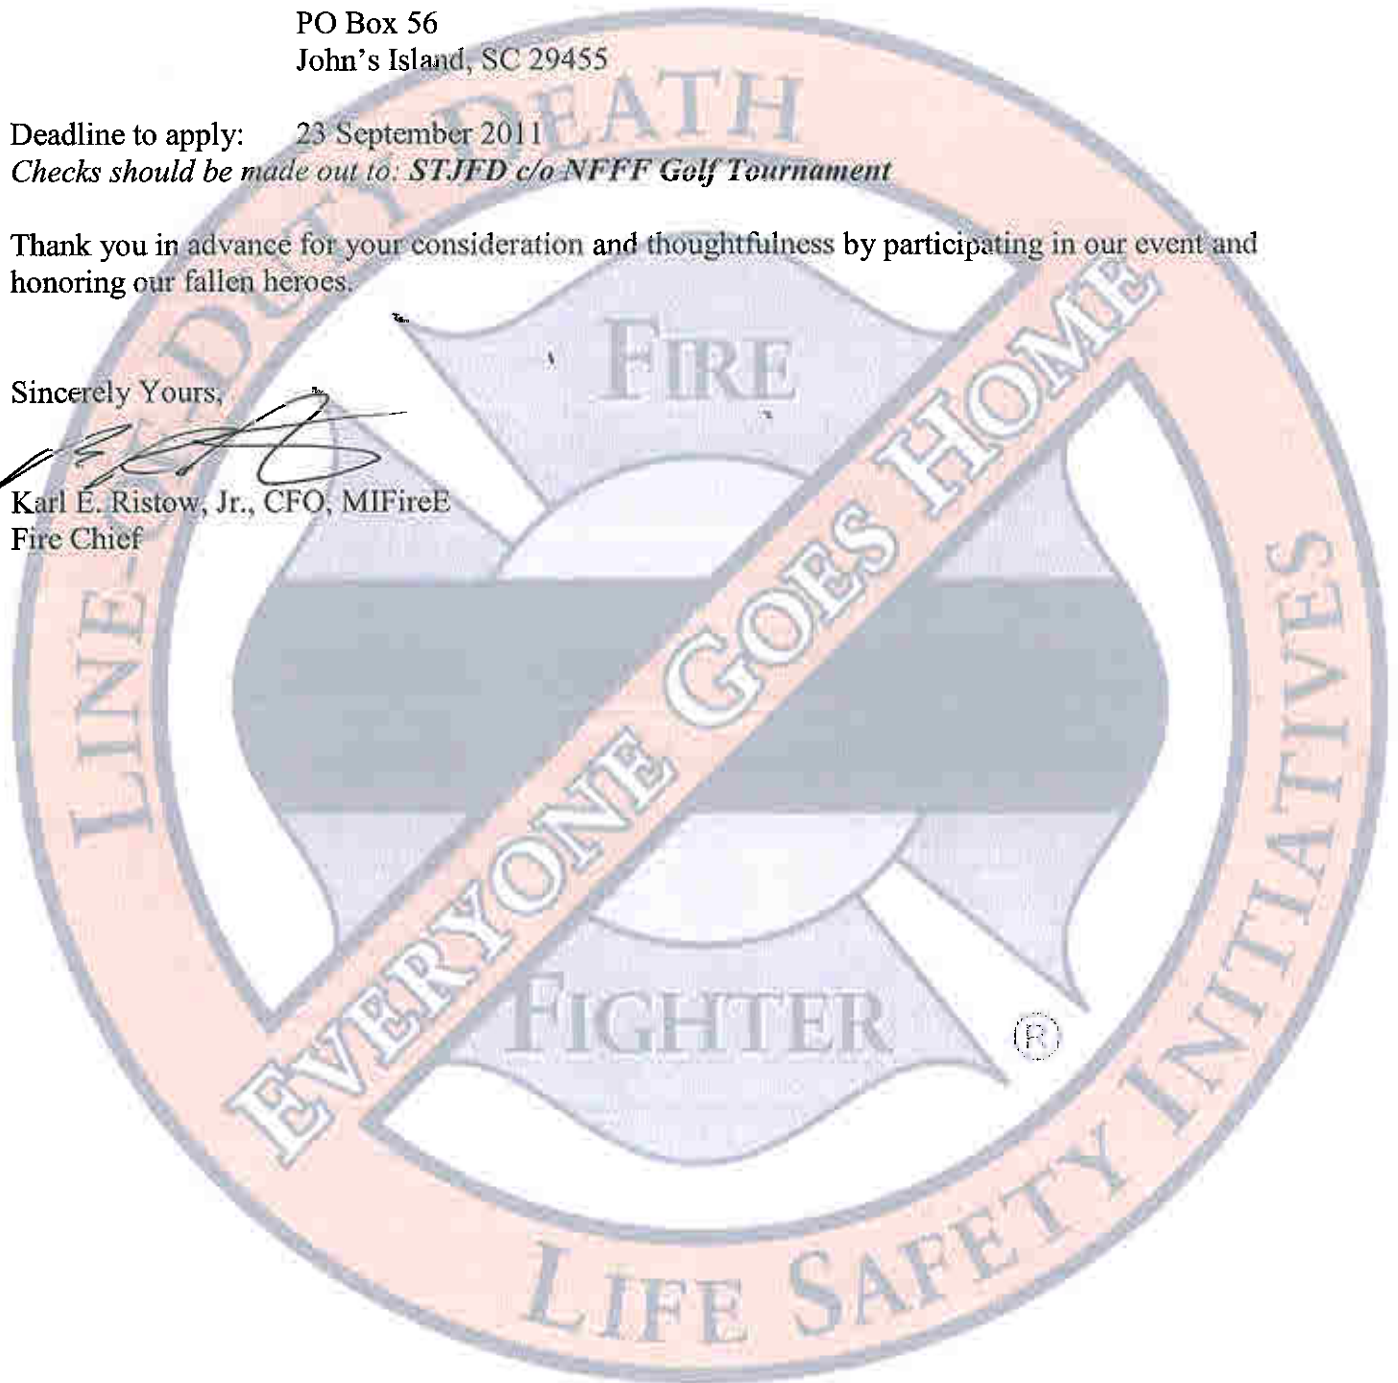 PO Box 56
John's Island, SC 29455
Deadline to apply: 23 September 2011
Checks should be made out to: STJFD c/o NFFF Golf Tournament
Thank you in advance for your consideration and thoughtfulness by participating in our event and
honoring our fallen heroes.
Sincerely Yours,
Karl E. Ristow, Jr., CFO, MIFireE
Fire Chief
DUTY DEATH
LINE-
FIRE
EVERYONE GOES HOME
FIGHTER
®
LIFE SAFETY INITIATIVES